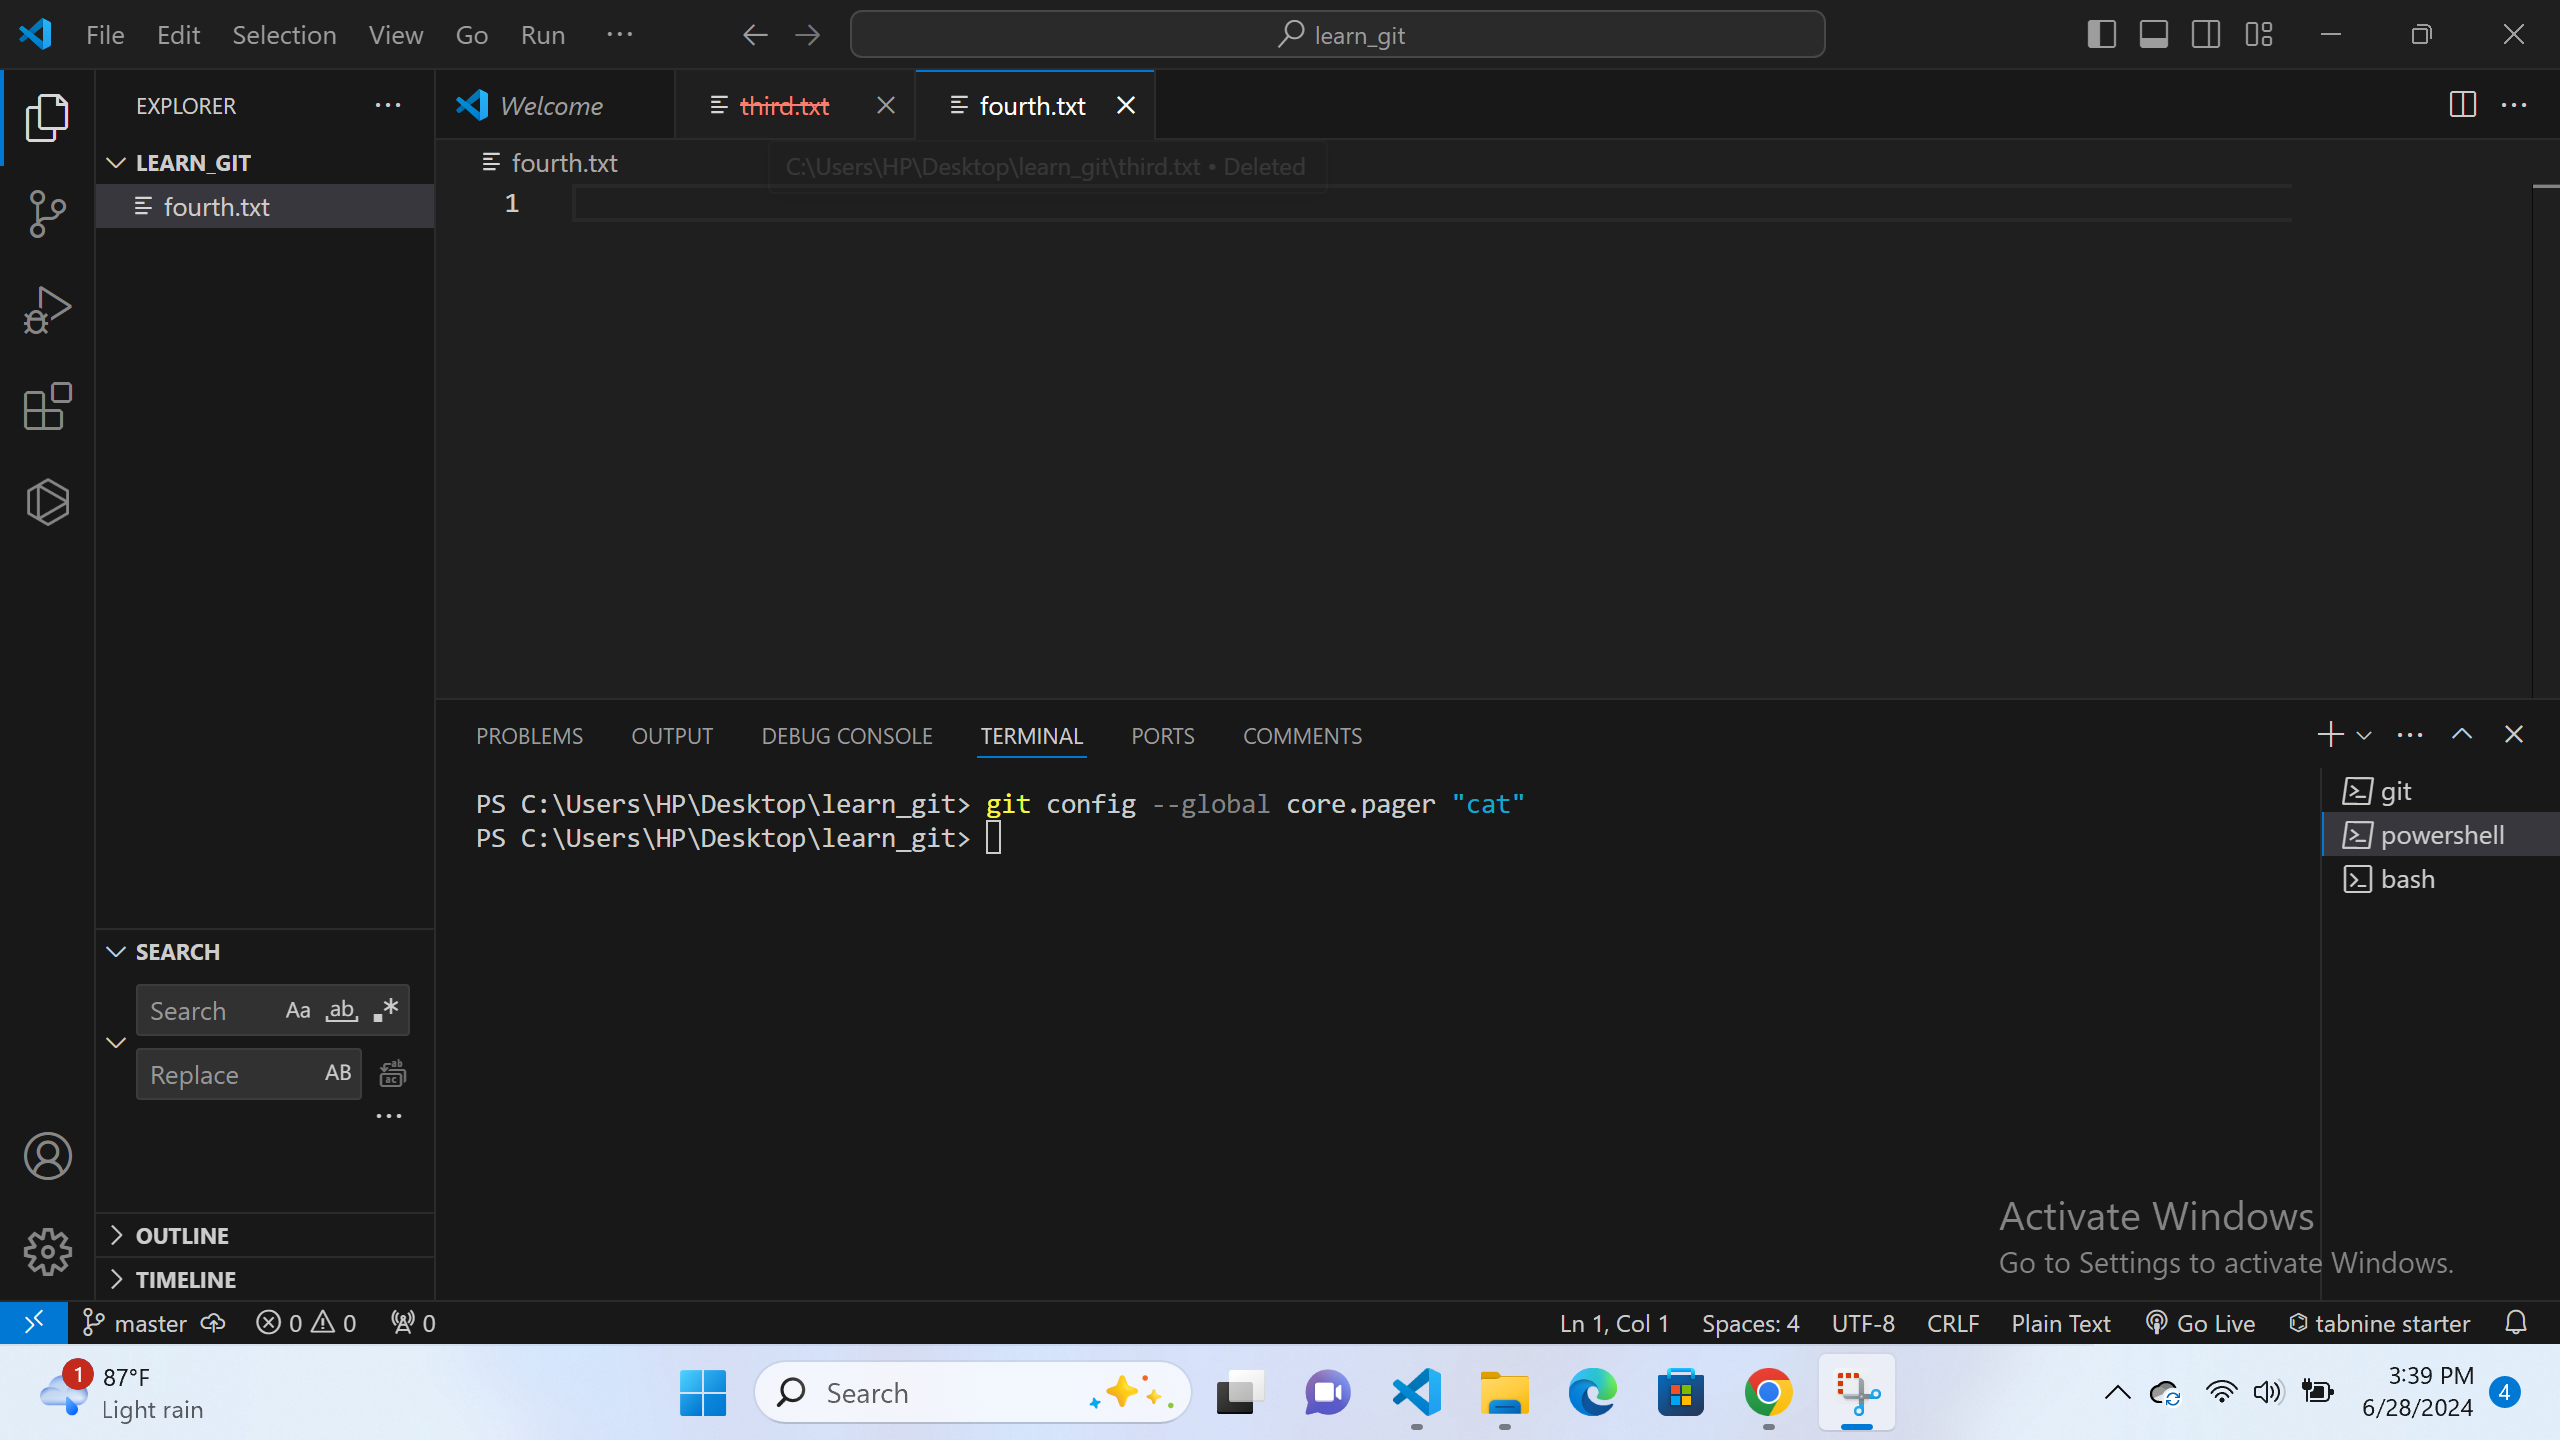 File Edit Selection View Go Run ··· learn_git
EXPLORER ···
Welcome third.txt fourth.txt
LEARN_GIT
fourth.txt
fourth.txt
C:\Users\HP\Desktop\learn_git\third.txt • Deleted
1
PROBLEMS OUTPUT DEBUG CONSOLE TERMINAL PORTS COMMENTS
PS C:\Users\HP\Desktop\learn_git> git config --global core.pager "cat"
PS C:\Users\HP\Desktop\learn_git>
git
powershell
bash
SEARCH
Search Aa ab .*
Replace AB
OUTLINE
TIMELINE
Activate Windows
Go to Settings to activate Windows.
master 0 0 0 Ln 1, Col 1 Spaces: 4 UTF-8 CRLF Plain Text Go Live tabnine starter
1 87°F
Light rain
Search
3:39 PM
6/28/2024
4